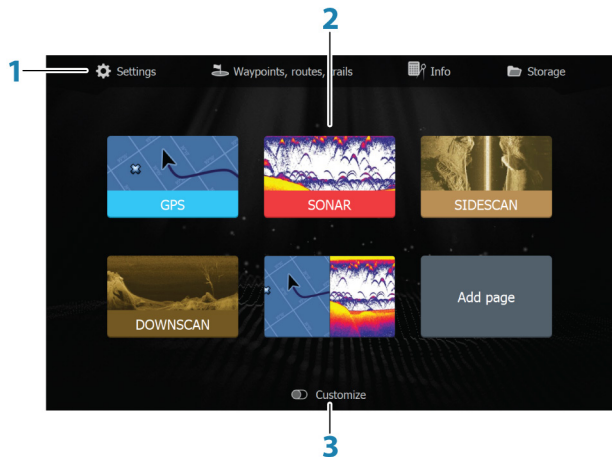 2
1
Settings
Waypoints, routes, trails
Info
Storage
GPS
SONAR
SIDESCAN
DOWNSCAN
Add page
Customize
3